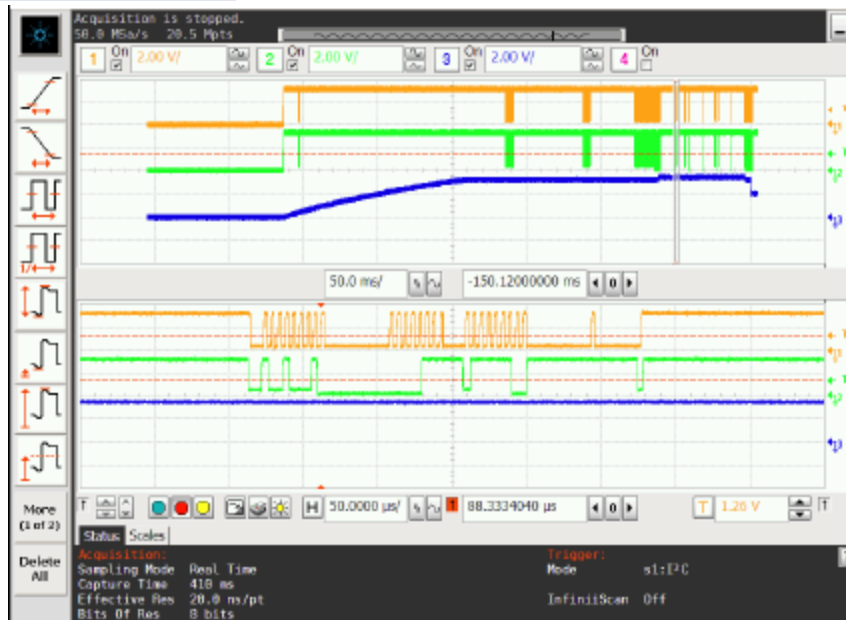 Acquisition is stopped.
50.0 MSa/s 20.5 Mpts
1 On 2.00 V/ 2 On 2.00 V/ 3 On 2.00 V/ 4 On
50.0 ms/ -150.12000000 ms 0
T H 50.0000 µs/ 88.3334040 µs 0 T 1.26 V
More
(1 of 2)
Delete
All
Status Scales
Acquisition:
Sampling Mode Real Time
Capture Time 410 ms
Effective Res 20.0 ns/pt
Bits Of Res 8 bits
Trigger:
Mode s1:I²C
InfiniiScan Off